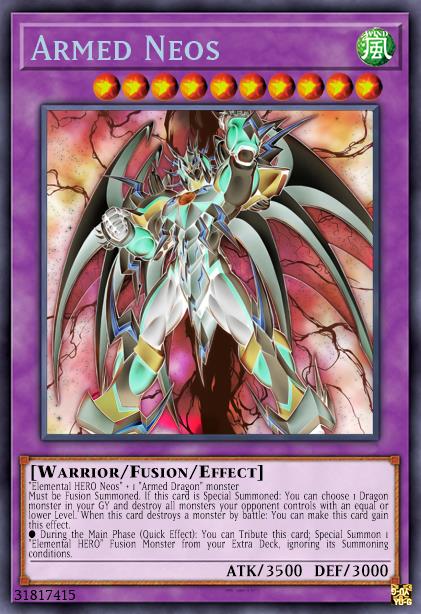 ARMED NEOS
WIND
風
[WARRIOR/FUSION/EFFECT]
"Elemental HERO Neos" + 1 "Armed Dragon" monster
Must be Fusion Summoned. If this card is Special Summoned: You can choose 1 Dragon
monster in your GY and destroy all monsters your opponent controls with an equal or
lower Level. When this card destroys a monster by battle: You can make this card gain
this effect.
● During the Main Phase (Quick Effect): You can Tribute this card; Special Summon 1
"Elemental HERO" Fusion Monster from your Extra Deck, ignoring its Summoning
conditions.
ATK/3500 DEF/3000
31817415